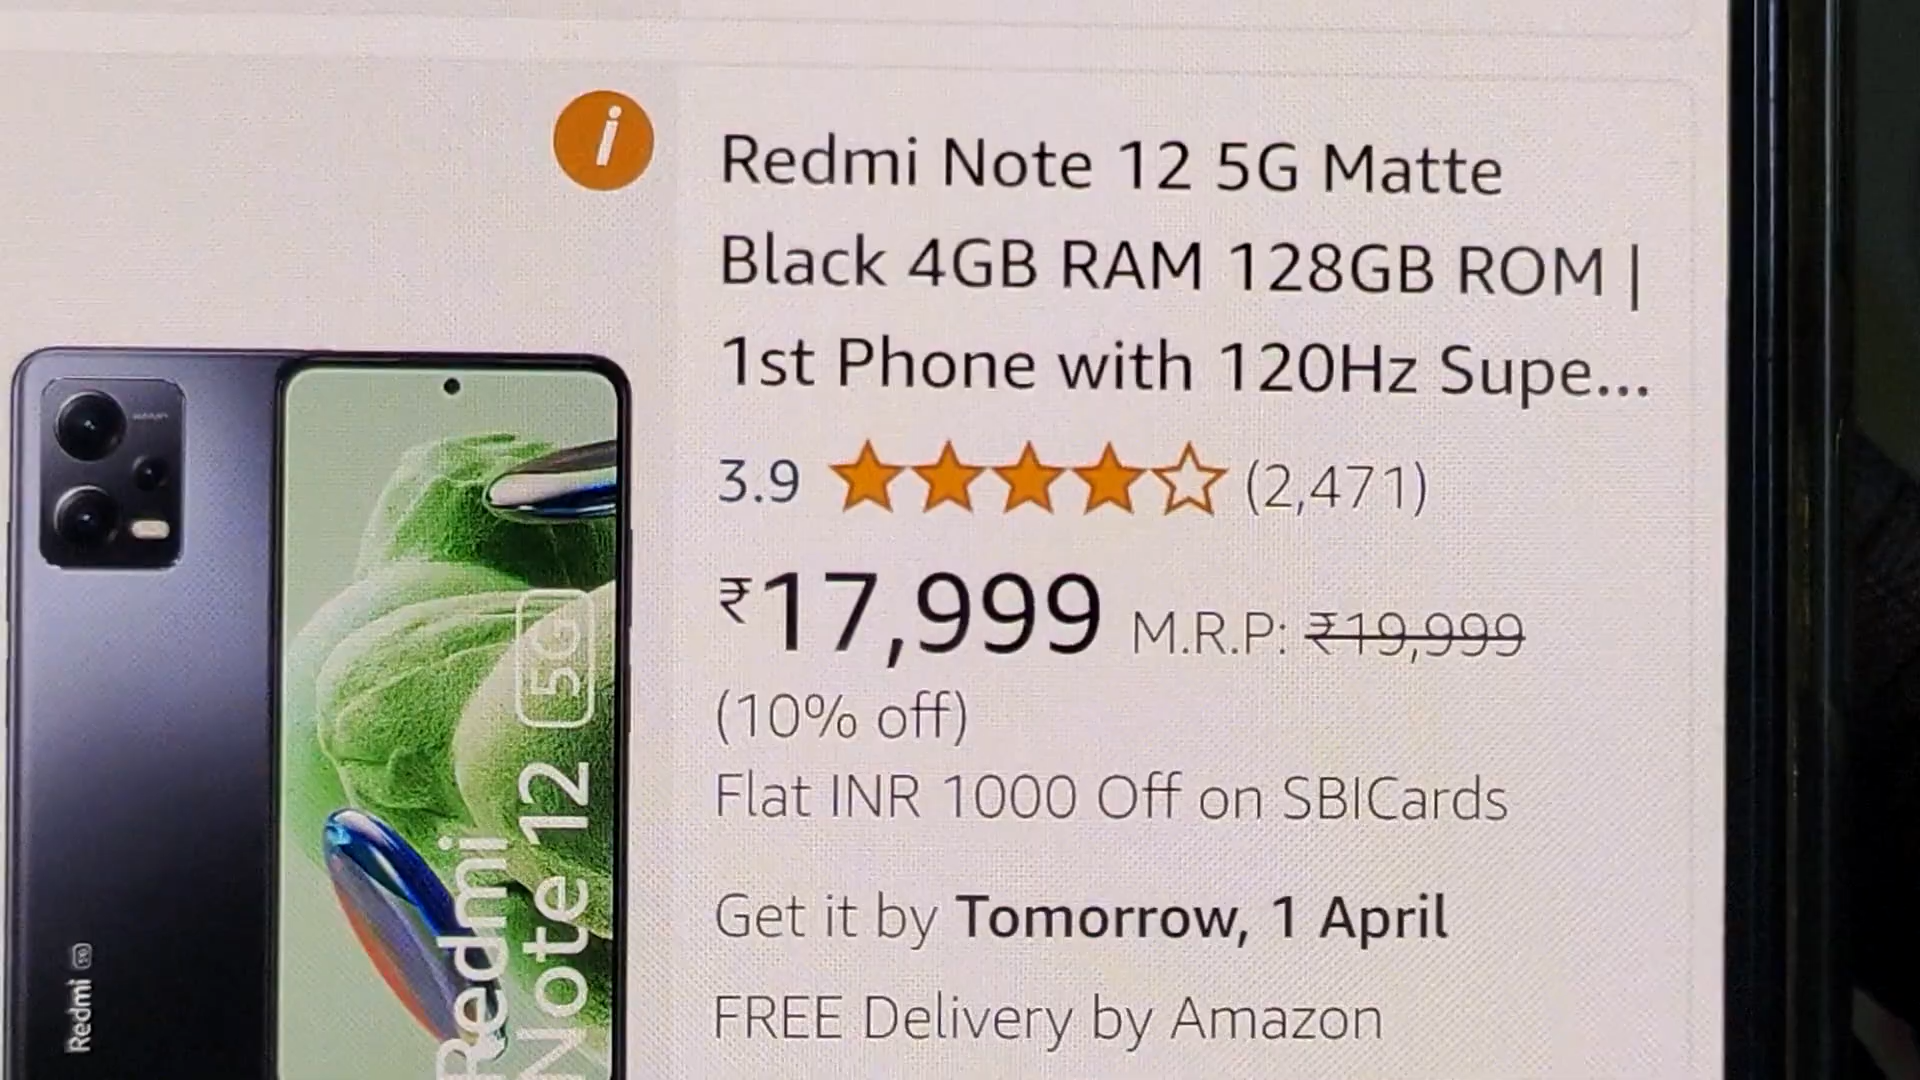 i
Redmi Note 12 5G Matte
Black 4GB RAM 128GB ROM |
1st Phone with 120Hz Supe...
3.9 (2,471)
₹17,999 M.R.P: ₹19,999
(10% off)
Flat INR 1000 Off on SBICards
Get it by Tomorrow, 1 April
FREE Delivery by Amazon
Redmi 5G
Redmi
Note 12 5G